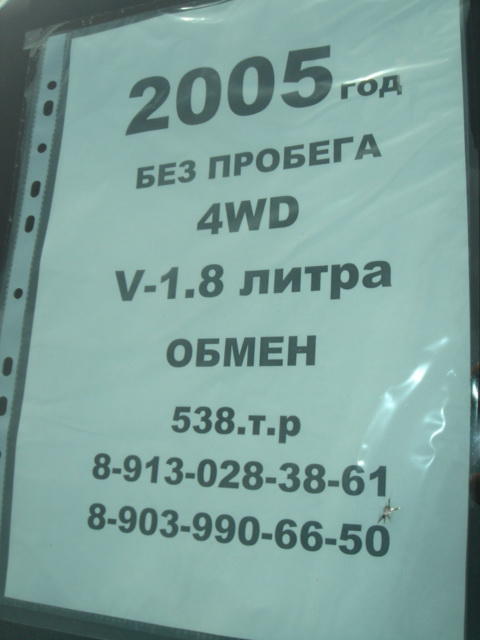 2005 год
БЕЗ ПРОБЕГА
4WD
V-1.8 литра
ОБМЕН
538.т.р
8-913-028-38-61
8-903-990-66-50